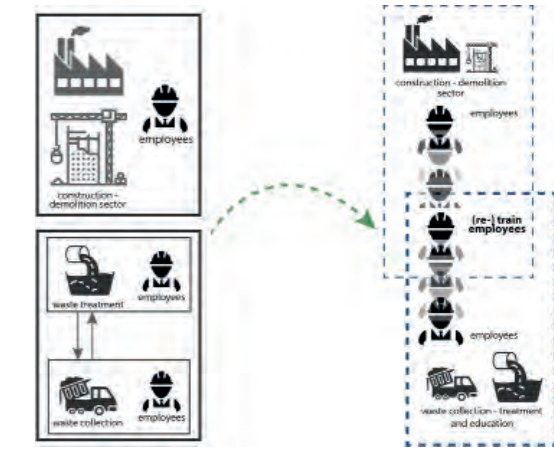 employees
construction -
demolition sector
waste treatment
employees
waste collection
employees
construction - demolition
sector
employees
(re-) train
employees
employees
waste collection - treatment
and education